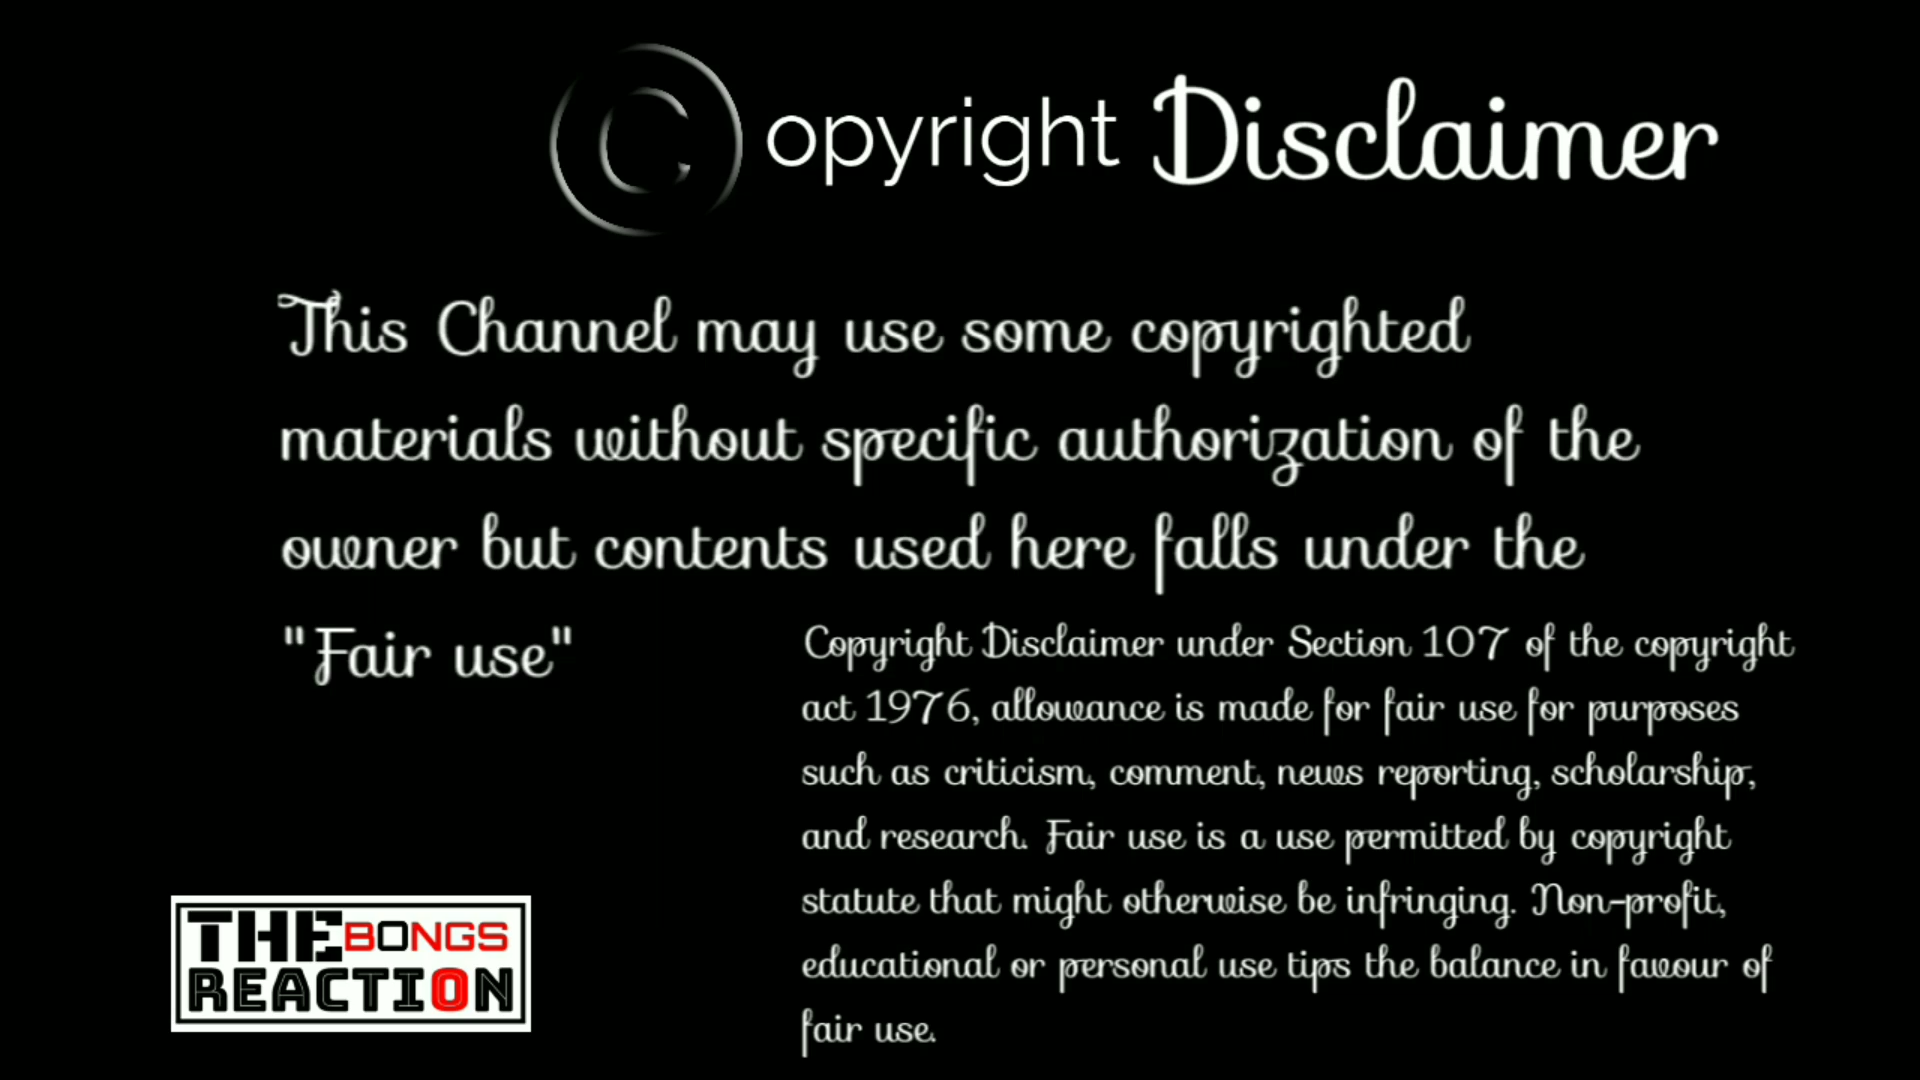 ©opyright Disclaimer
This Channel may use some copyrighted
materials without specific authorization of the
owner but contents used here falls under the
"Fair use"
Copyright Disclaimer under Section 107 of the copyright
act 1976, allowance is made for fair use for purposes
such as criticism, comment, news reporting, scholarship,
and research. Fair use is a use permitted by copyright
statute that might otherwise be infringing. Non-profit,
educational or personal use tips the balance in favour of
fair use.
THE BONGS
REACTION